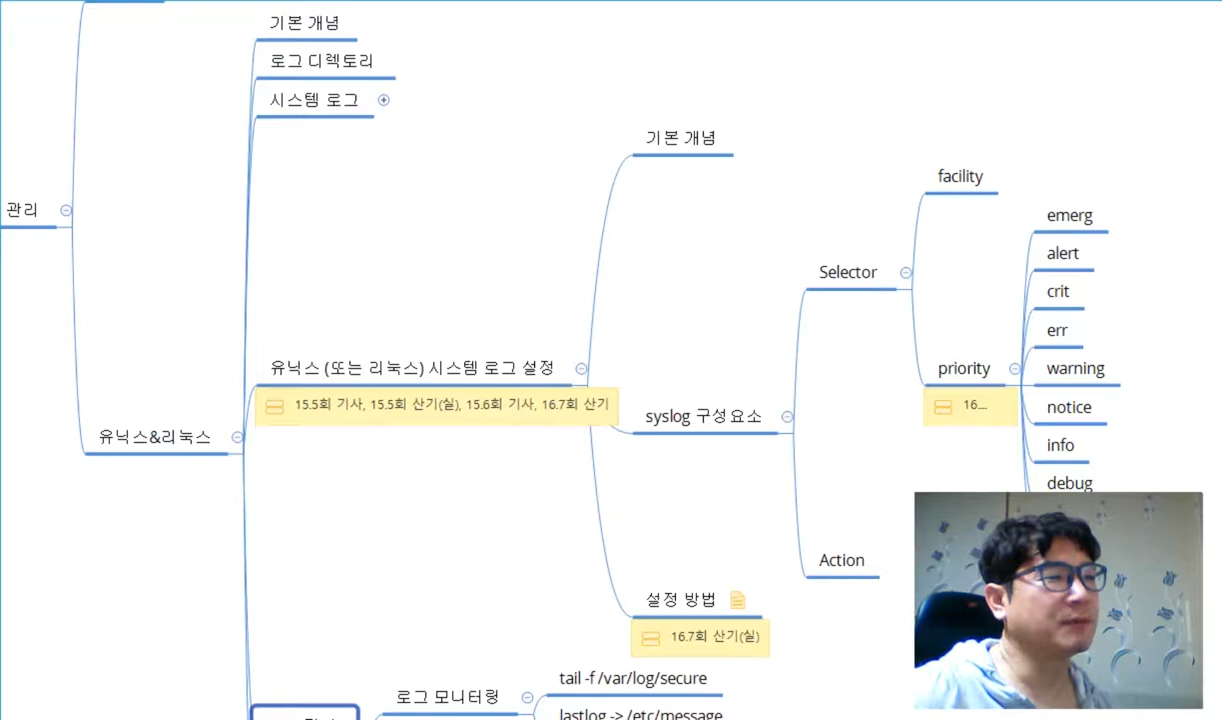 기본 개념
로그 디렉토리
시스템 로그
기본 개념
facility
관리
emerg
alert
Selector
crit
err
유닉스 (또는 리눅스) 시스템 로그 설정
priority
warning
15.5회 기사, 15.5회 산기(실), 15.6회 기사, 16.7회 산기
16....
notice
syslog 구성요소
유닉스&리눅스
info
debug
Action
설정 방법
16.7회 산기(실)
tail -f /var/log/secure
로그 모니터링
lastlog -> /etc/message